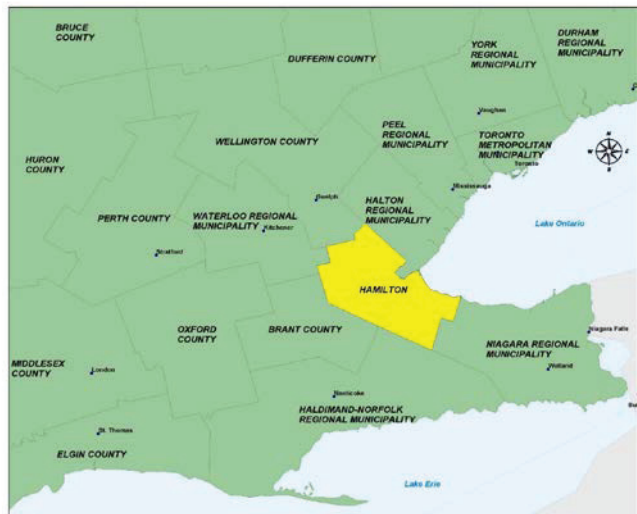 BRUCE
COUNTY
DUFFERIN COUNTY
YORK
REGIONAL
MUNICIPALITY
DURHAM
REGIONAL
MUNICIPALITY
Vaughan
WELLINGTON COUNTY
PEEL
REGIONAL
MUNICIPALITY
TORONTO
METROPOLITAN
MUNICIPALITY
Toronto
N
W
E
S
HURON
COUNTY
Mississauga
Guelph
HALTON
REGIONAL
MUNICIPALITY
PERTH COUNTY
WATERLOO REGIONAL
MUNICIPALITY
Kitchener
Lake Ontario
Stratford
HAMILTON
OXFORD
COUNTY
BRANT COUNTY
Niagara Falls
NIAGARA REGIONAL
MUNICIPALITY
Welland
MIDDLESEX
COUNTY
London
Nanticoke
HALDIMAND-NORFOLK
REGIONAL MUNICIPALITY
St. Thomas
ELGIN COUNTY
Lake Erie